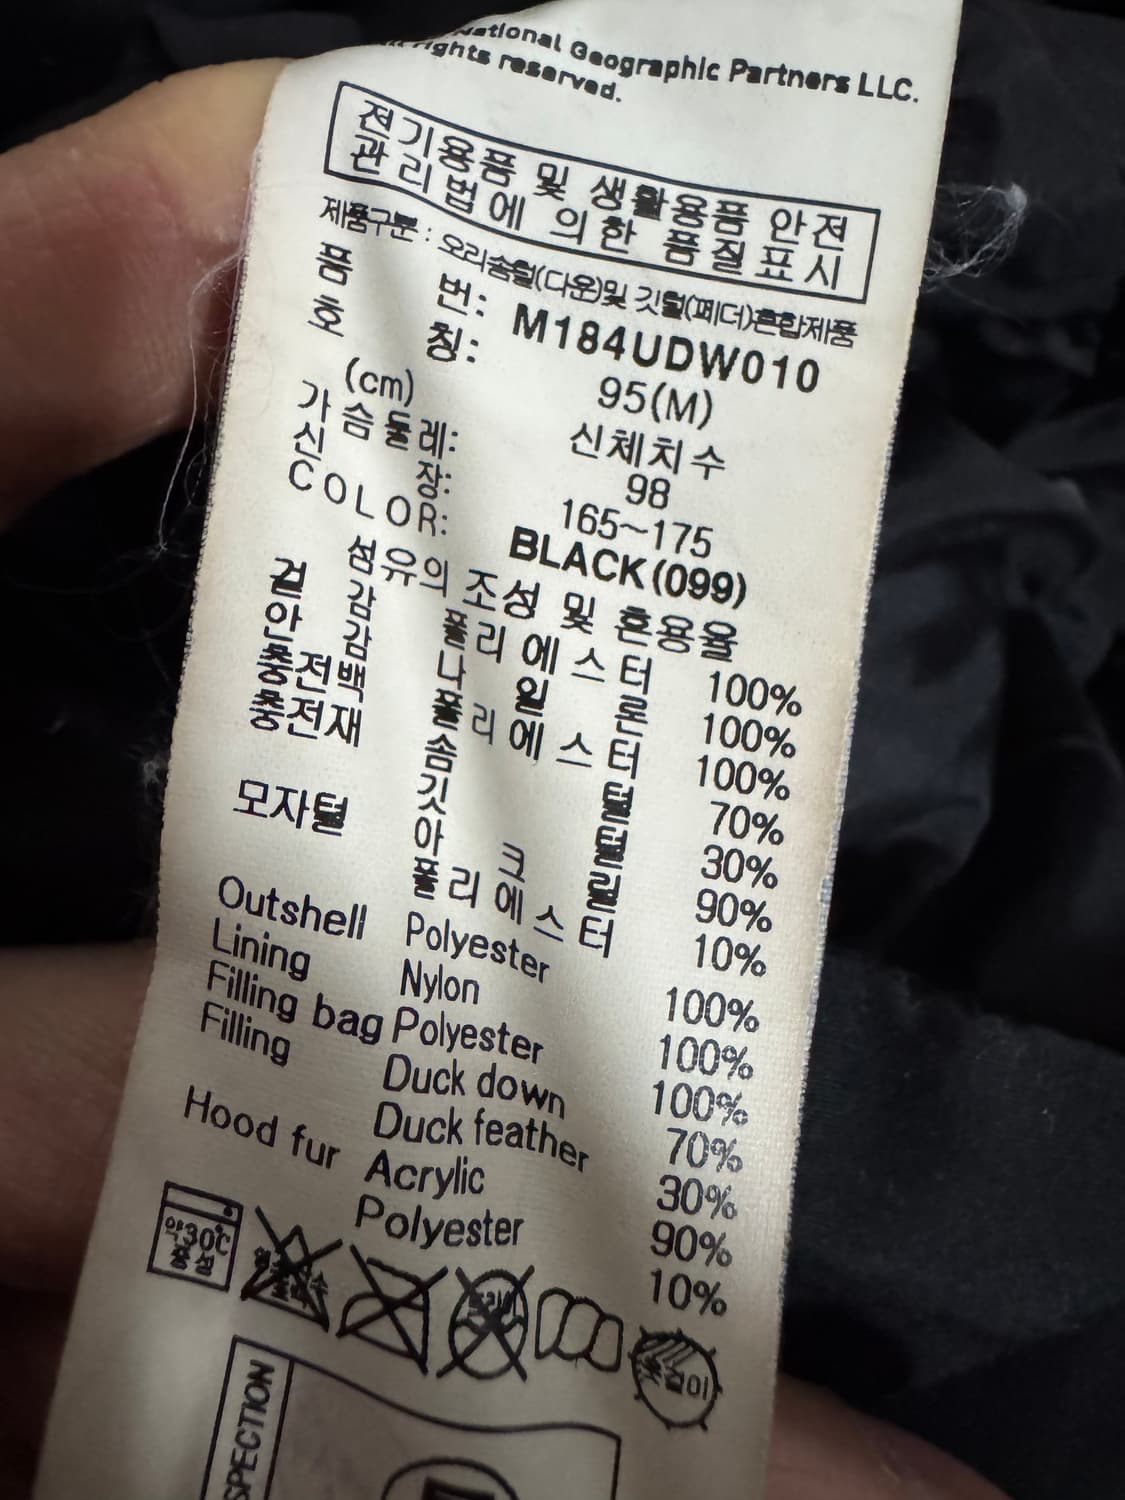 National Geographic Partners LLC.
rights reserved.
전기용품 및 생활용품 안전
관리법에 의한 품질표시
제품구분 : 오리솜털(다운)및 깃털(페더)혼합제품
품 번: M184UDW010
호 칭: 95(M)
(cm) 신체치수
가슴둘레: 98
신 장: 165~175
COLOR: BLACK(099)
섬유의 조성 및 혼용율
겉 감 폴리에스터 100%
안 감 나일론 100%
충전백 폴리에스터 100%
충전재 솜털 70%
깃털 30%
모자털 아크릴 90%
폴리에스터 10%
Outshell Polyester 100%
Lining Nylon 100%
Filling bag Polyester 100%
Filling Duck down 70%
Duck feather 30%
Hood fur Acrylic 90%
Polyester 10%
약30℃
중성
SPECTION